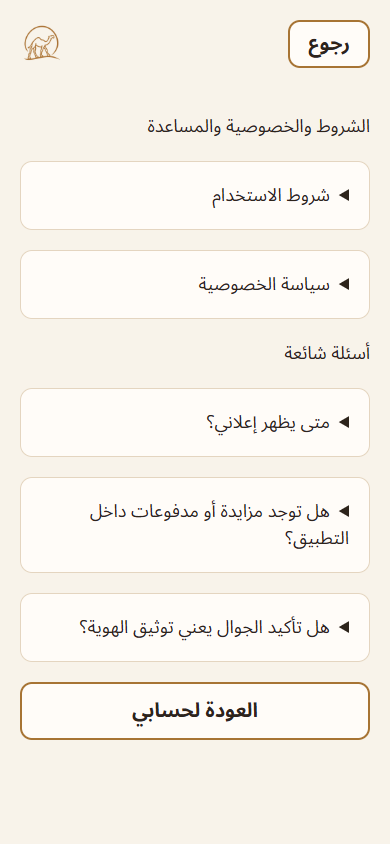 رجوع
الشروط والخصوصية والمساعدة
شروط الاستخدام
سياسة الخصوصية
أسئلة شائعة
متى يظهر إعلاني؟
هل توجد مزايدة أو مدفوعات داخل
التطبيق؟
هل تأكيد الجوال يعني توثيق الهوية؟
العودة لحسابي